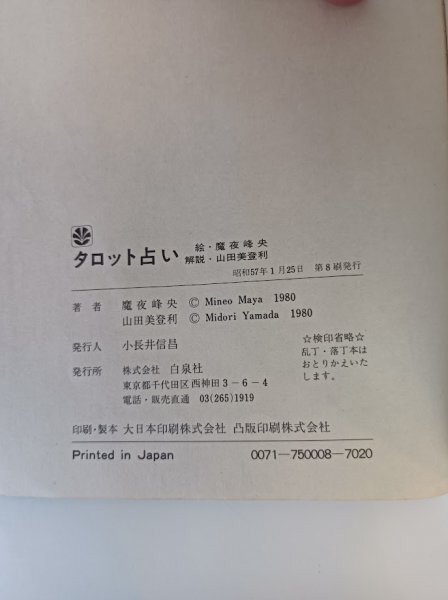 タロット占い
絵・魔夜峰央
解説・山田美登利
昭和57年1月25日 第8刷発行
著者 魔夜峰央 © Mineo Maya 1980
山田美登利 © Midori Yamada 1980
発行人 小長井信昌
発行所 株式会社 白泉社
東京都千代田区西神田3-6-4
電話・販売直通 03(265)1919
☆検印省略☆
乱丁・落丁本は
おとりかえいた
します。
印刷・製本 大日本印刷株式会社 凸版印刷株式会社
Printed in Japan 0071-750008-7020